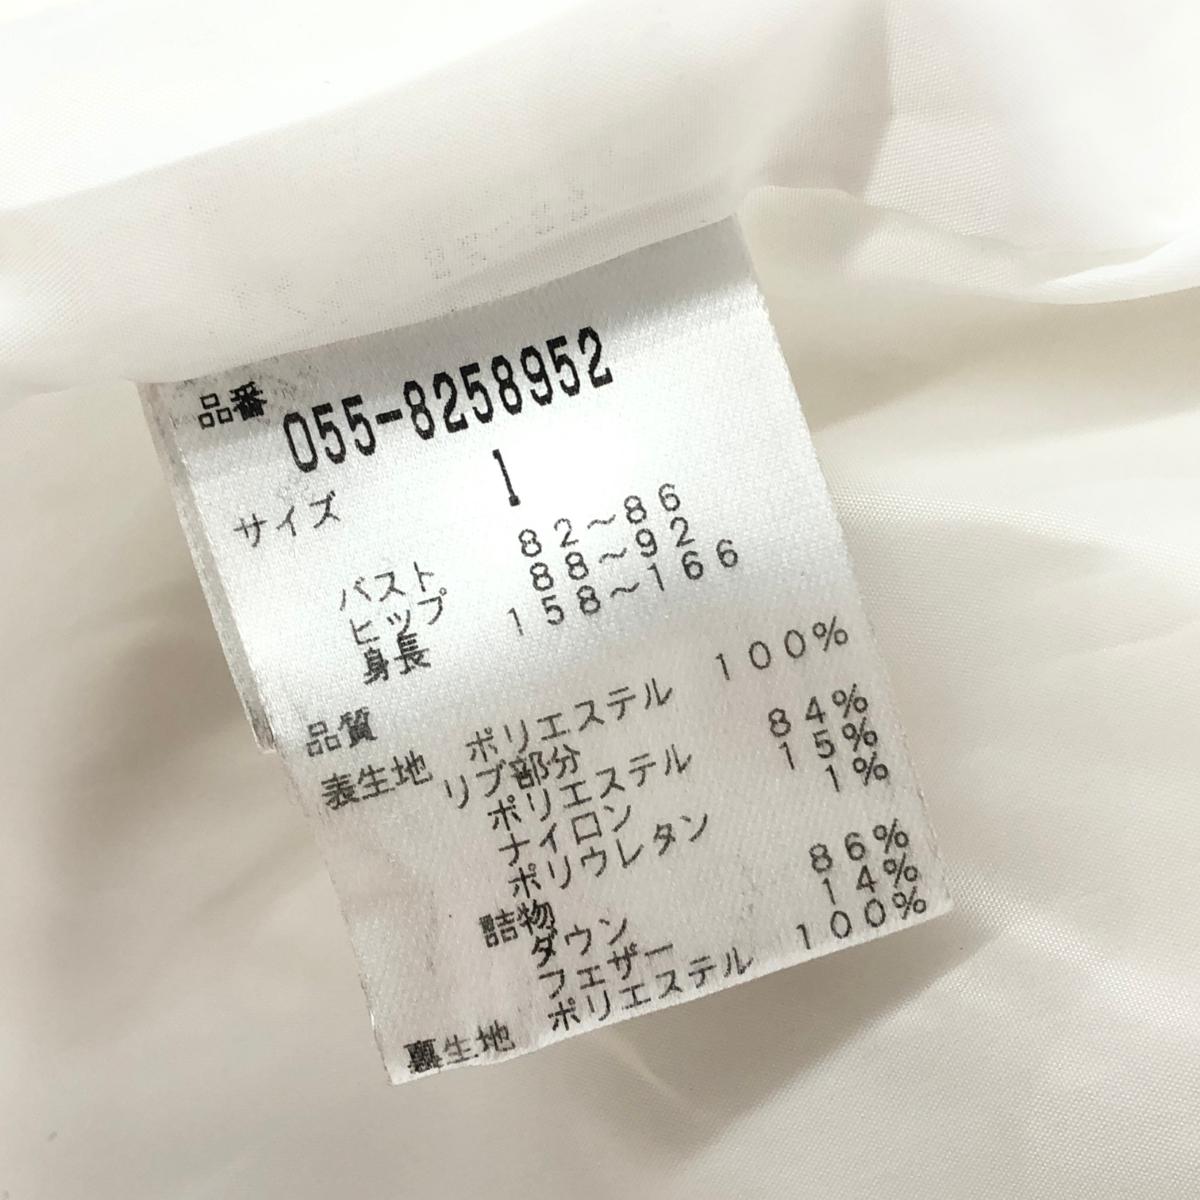 品番 055-8258952
サイズ 1
バスト 82～86
ヒップ 88～92
身長 158～166
品質
表生地 ポリエステル 100%
リブ部分
ポリエステル 84%
ナイロン 15%
ポリウレタン 1%
詰物
ダウン 86%
フェザー 14%
裏生地 ポリエステル 100%